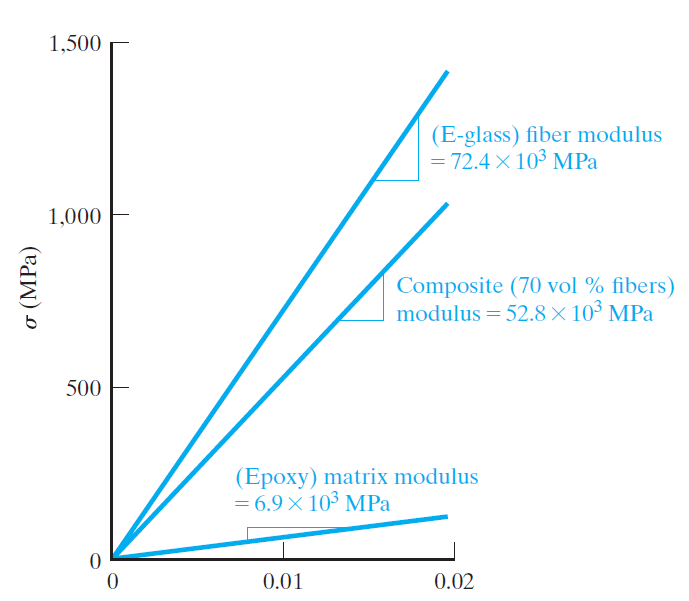 1,500
(E-glass) fiber modulus
= 72.4 × 10³ MPa
1,000
σ (MPa)
Composite (70 vol % fibers)
modulus = 52.8 × 10³ MPa
500
(Epoxy) matrix modulus
= 6.9 × 10³ MPa
0
0
0.01
0.02